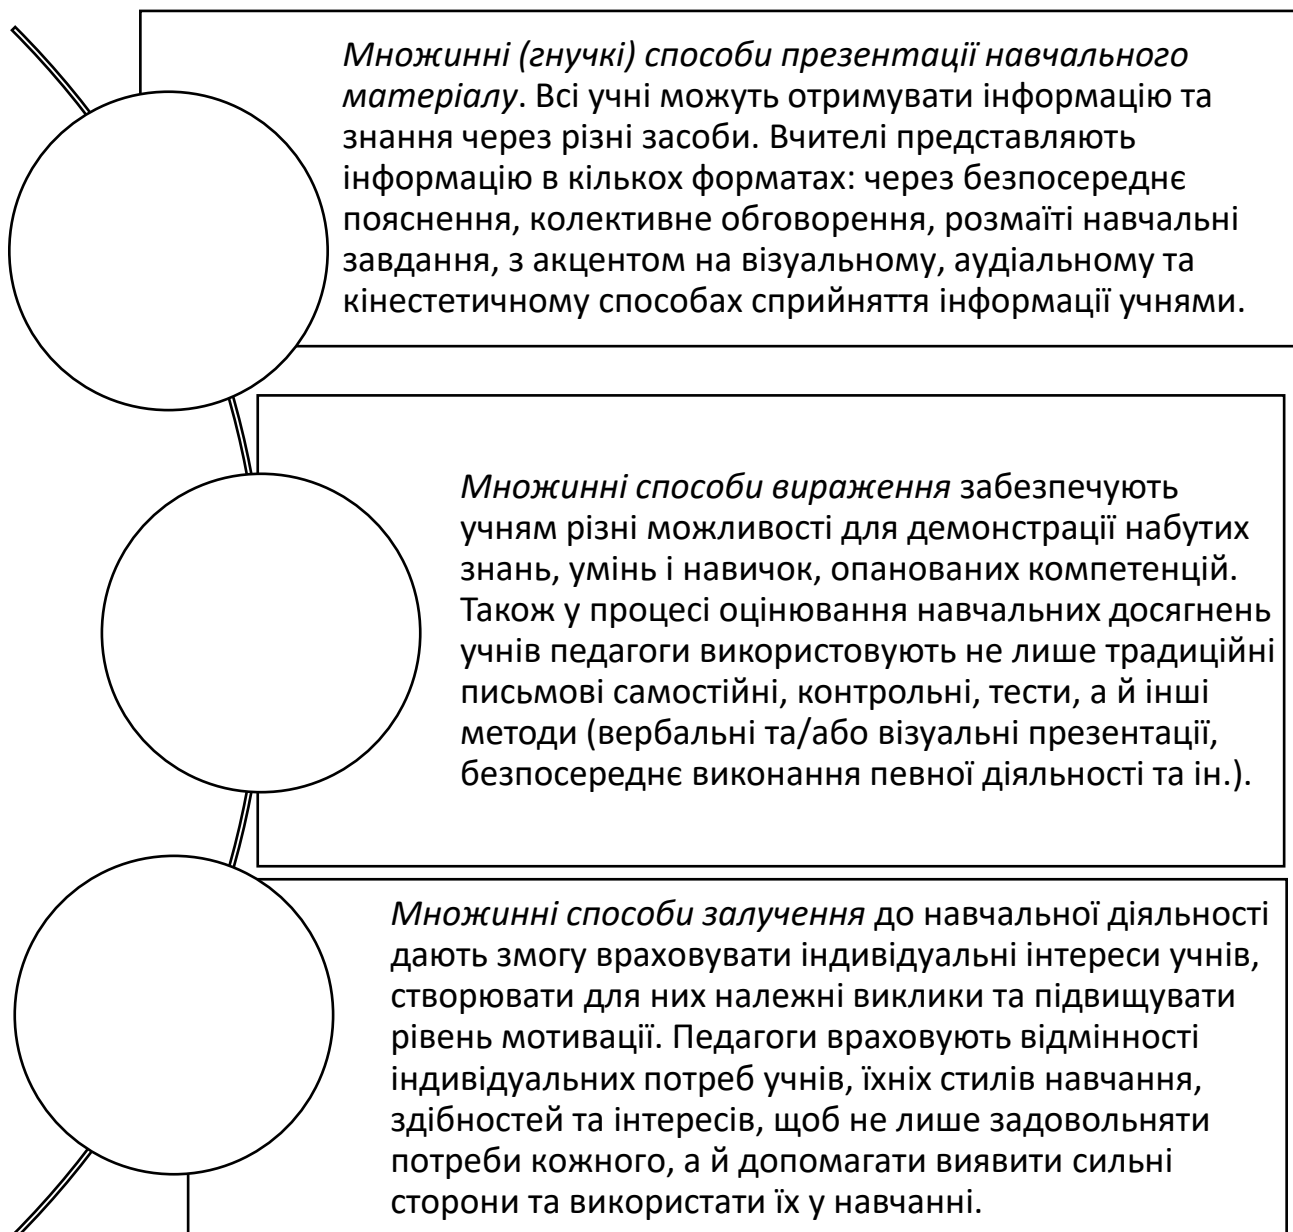 Множинні (гнучкі) способи презентації навчального
матеріалу. Всі учні можуть отримувати інформацію та
знання через різні засоби. Вчителі представляють
інформацію в кількох форматах: через безпосереднє
пояснення, колективне обговорення, розмаїті навчальні
завдання, з акцентом на візуальному, аудіальному та
кінестетичному способах сприйняття інформації учнями.
Множинні способи вираження забезпечують
учням різні можливості для демонстрації набутих
знань, умінь і навичок, опанованих компетенцій.
Також у процесі оцінювання навчальних досягнень
учнів педагоги використовують не лише традиційні
письмові самостійні, контрольні, тести, а й інші
методи (вербальні та/або візуальні презентації,
безпосереднє виконання певної діяльності та ін.).
Множинні способи залучення до навчальної діяльності
дають змогу враховувати індивідуальні інтереси учнів,
створювати для них належні виклики та підвищувати
рівень мотивації. Педагоги враховують відмінності
індивідуальних потреб учнів, їхніх стилів навчання,
здібностей та інтересів, щоб не лише задовольняти
потреби кожного, а й допомагати виявити сильні
сторони та використати їх у навчанні.